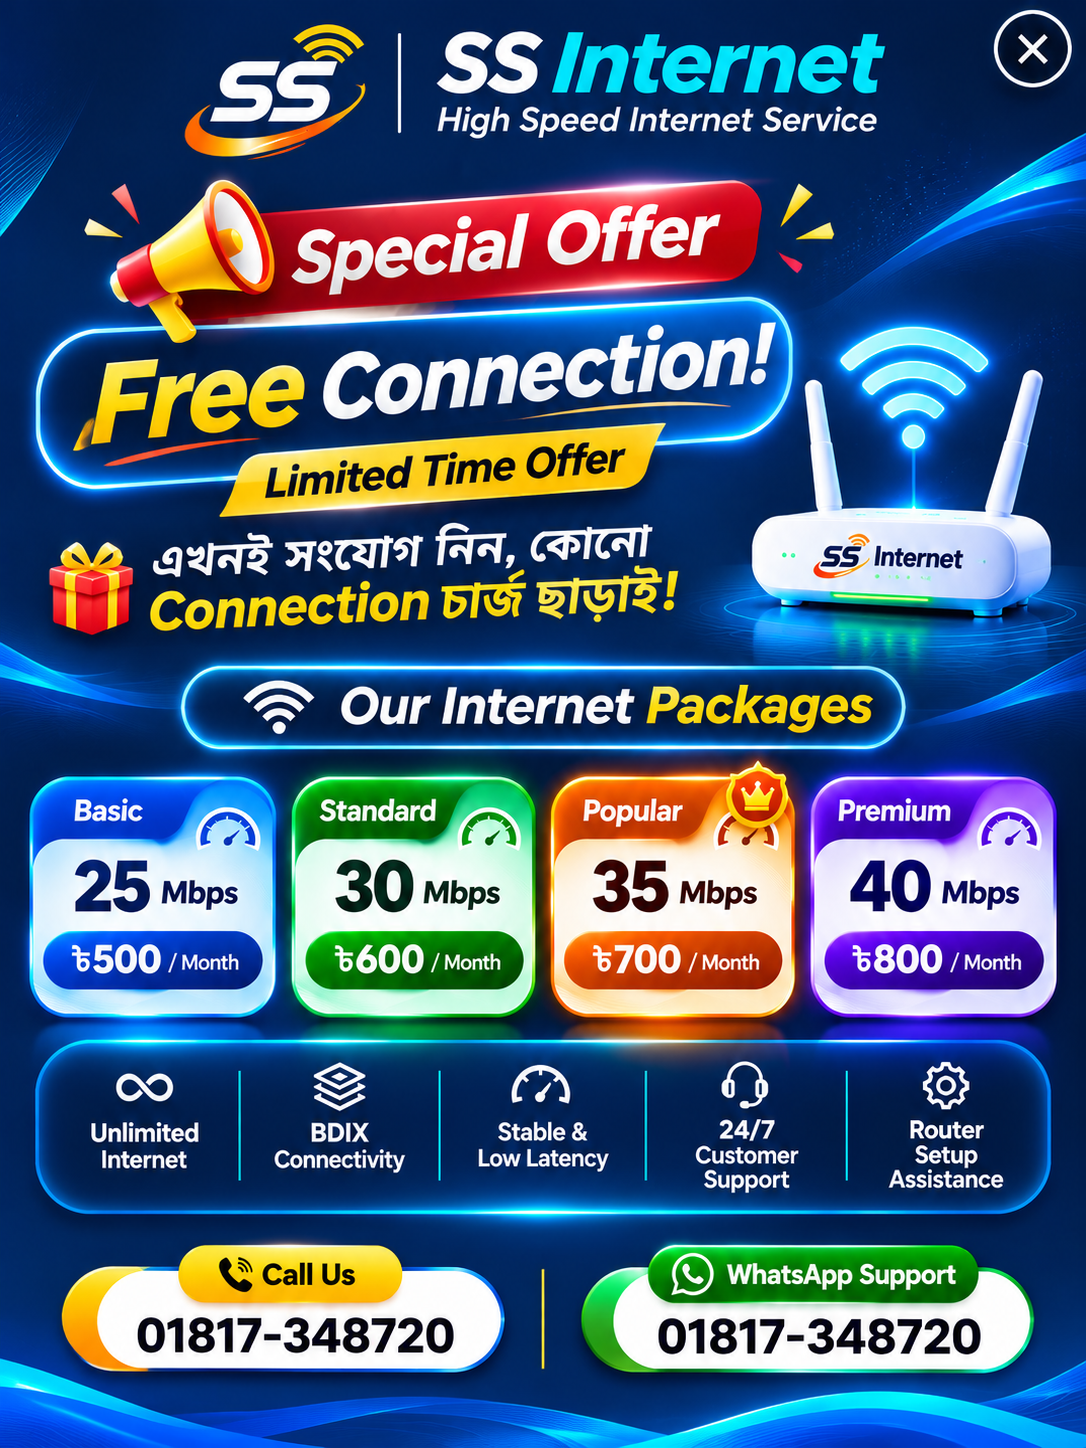 SS
SS Internet
High Speed Internet Service
Special Offer
Free Connection!
Limited Time Offer
এখনই সংযোগ নিন, কোনো
Connection চার্জ ছাড়াই!
SS Internet
Our Internet Packages
Basic
25 Mbps
৳500 / Month
Standard
30 Mbps
৳600 / Month
Popular
35 Mbps
৳700 / Month
Premium
40 Mbps
৳800 / Month
Unlimited
Internet
BDIX
Connectivity
Stable &
Low Latency
24/7
Customer
Support
Router
Setup
Assistance
Call Us
01817-348720
WhatsApp Support
01817-348720